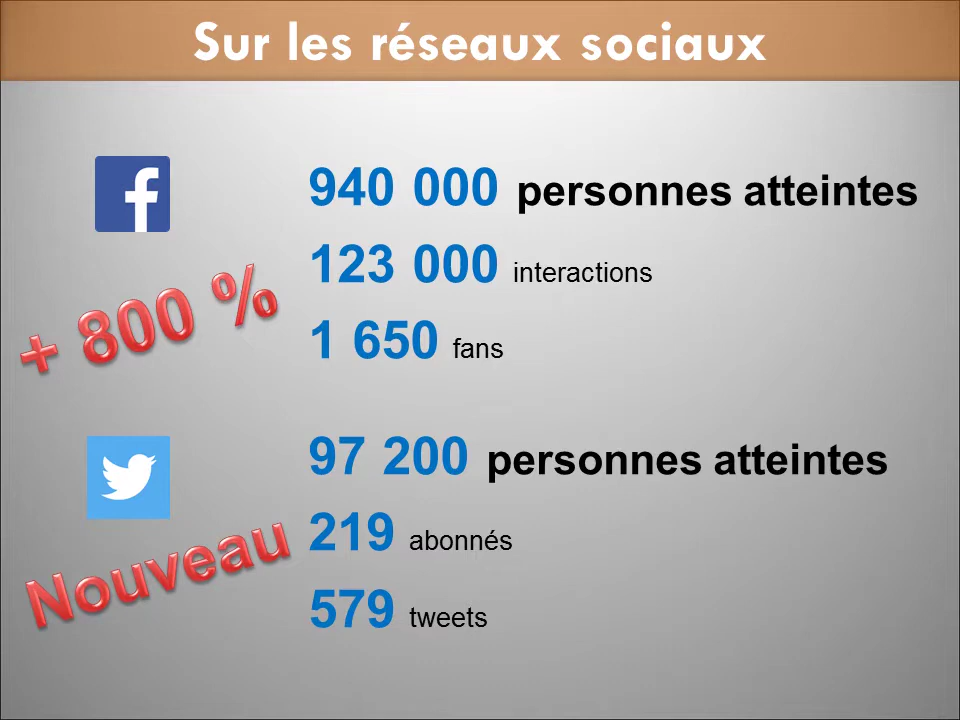 Sur les réseaux sociaux
940 000 personnes atteintes
123 000 interactions
+ 800 %
1 650 fans
97 200 personnes atteintes
219 abonnés
Nouveau
579 tweets